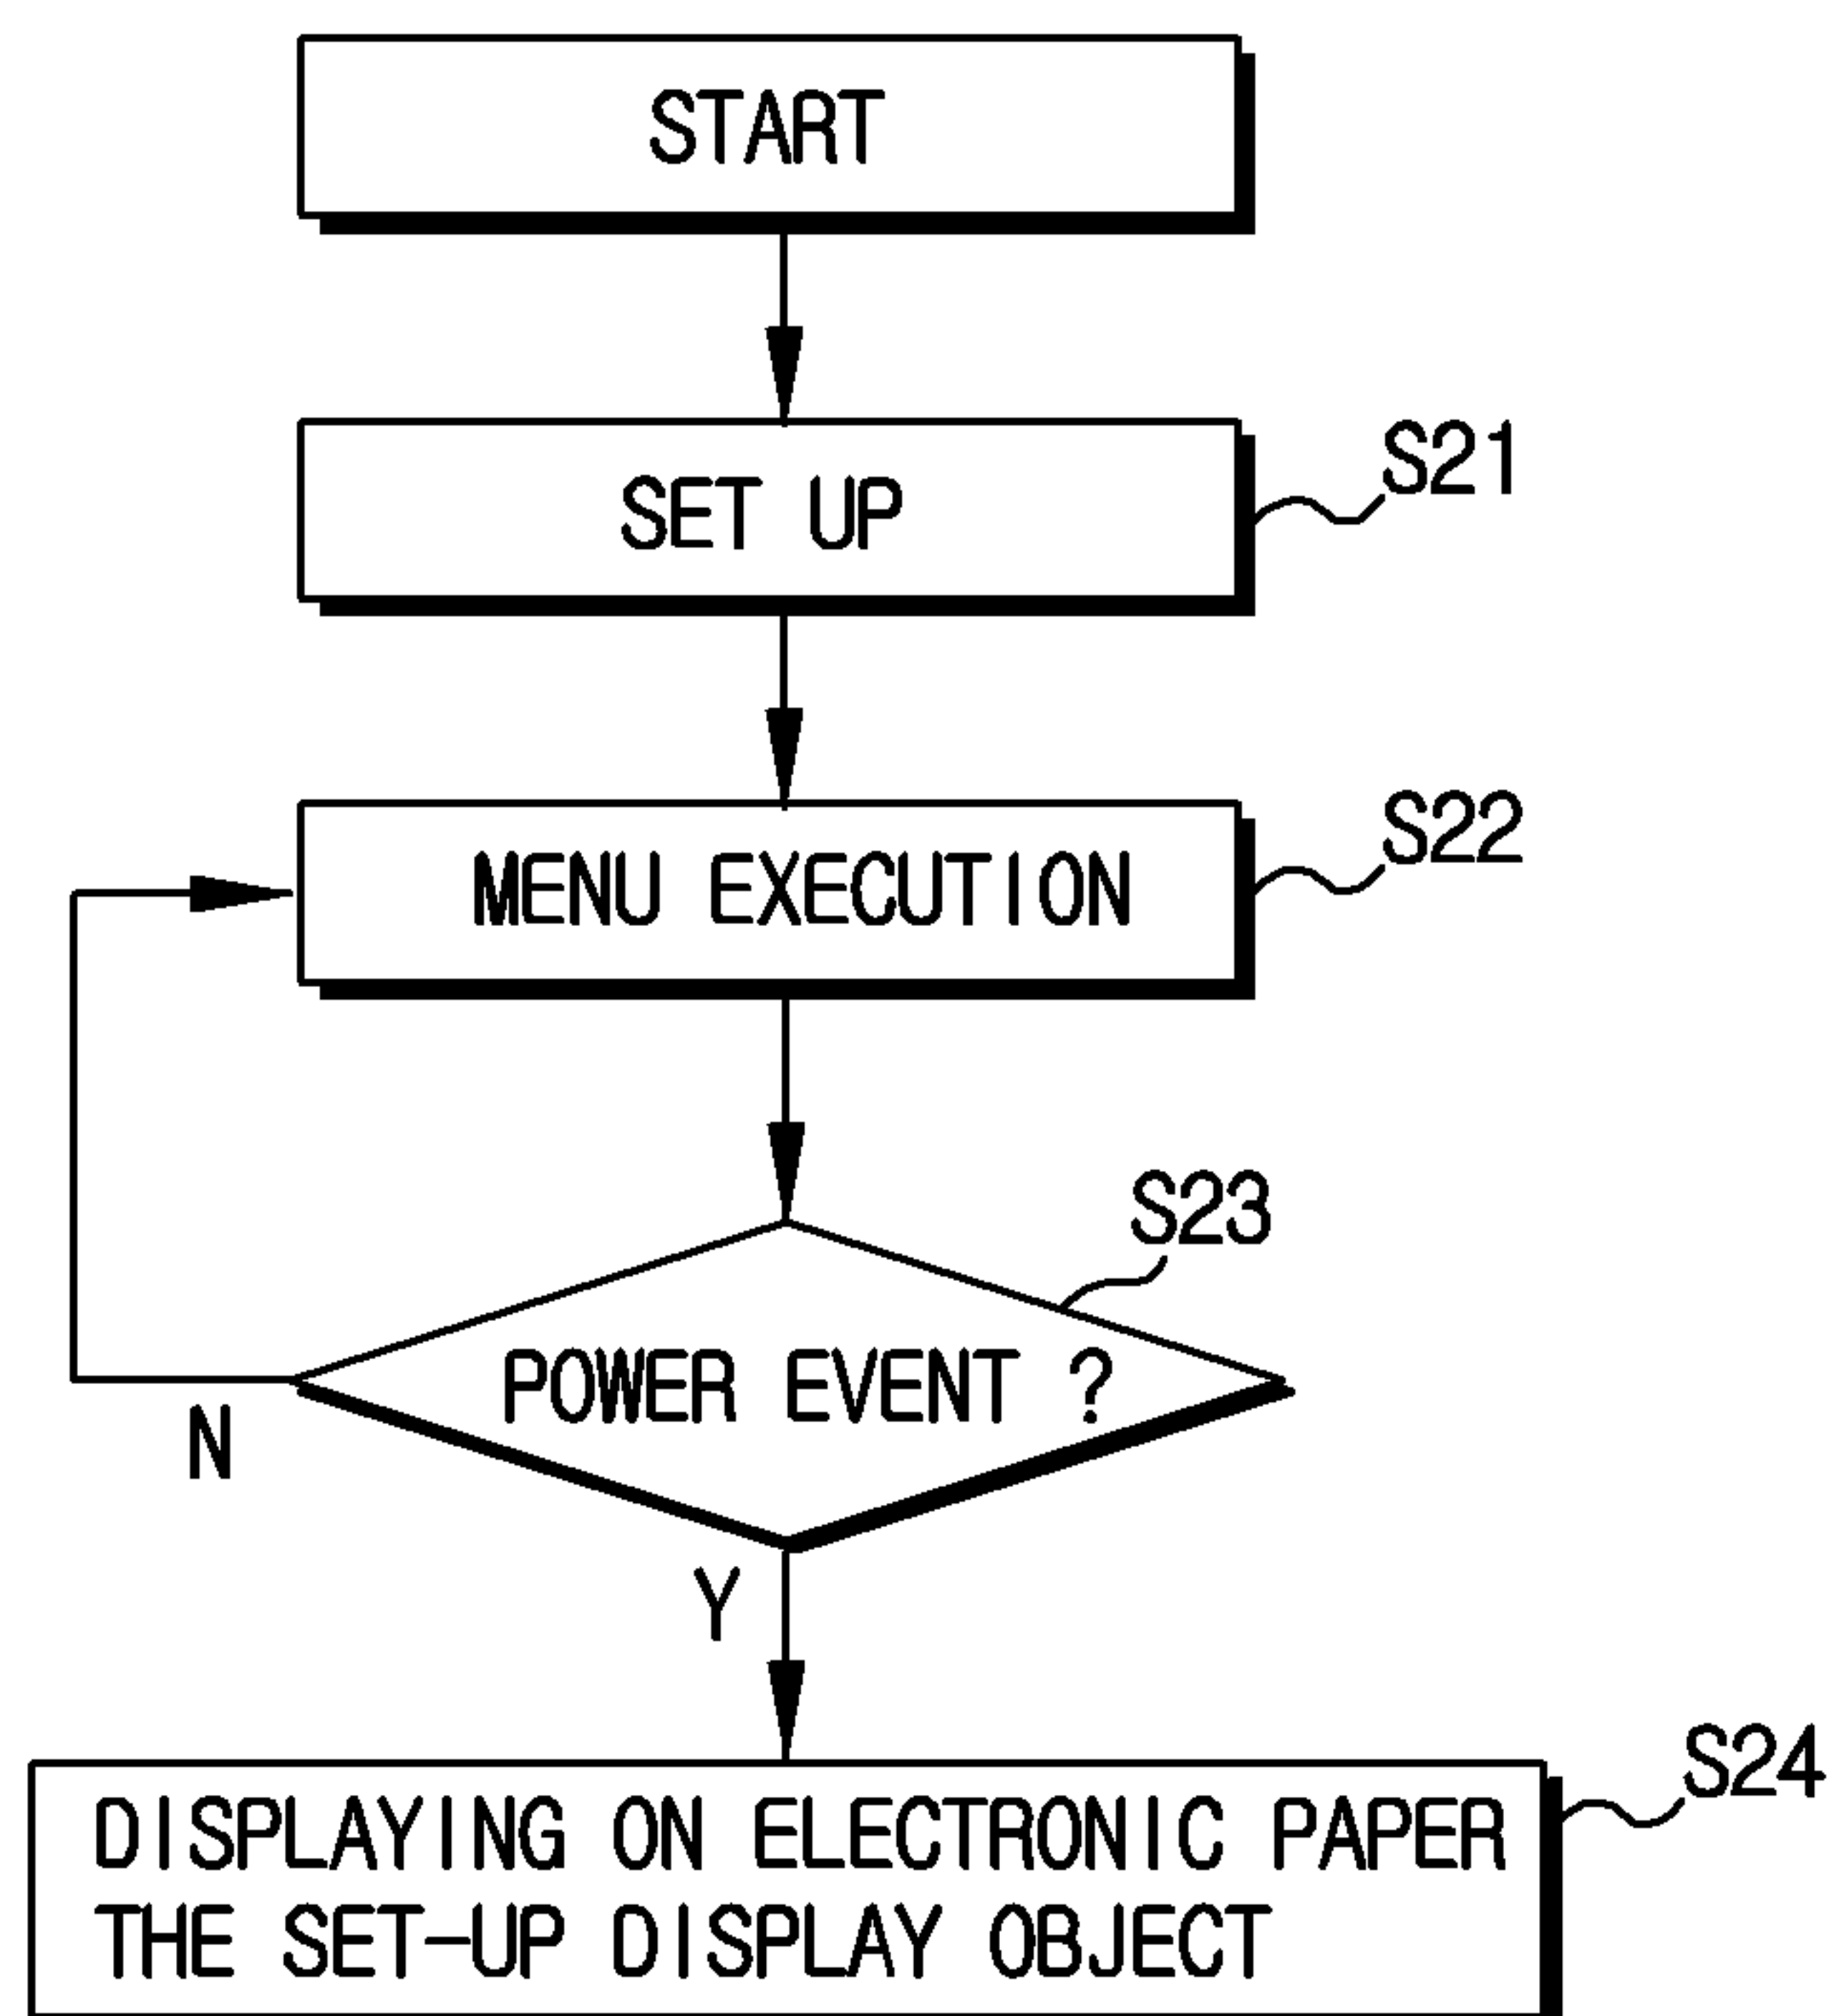 START
SET UP
S21
MENU EXECUTION
S22
S23
POWER EVENT ?
N
Y
S24
DISPLAYING ON ELECTRONIC PAPER
THE SET-UP DISPLAY OBJECT